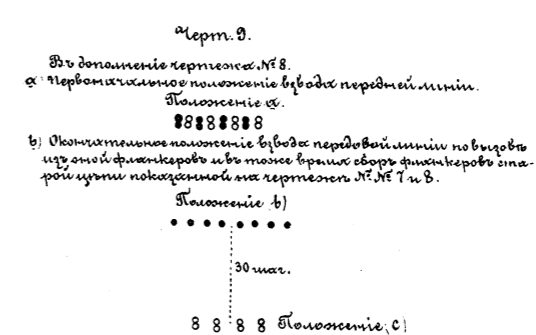 Черт. 9.
Въ дополненіе чертежа № 8.
а) Первоначальное положеніе взвода передней линіи.
Положеніе а.
b) Окончательное положеніе взвода передовой линіи по вызовѣ
изъ оной фланкеровъ и въ тоже время сборъ фланкеровъ ста-
рой цѣпи показанной на чертежѣ №№ 7 и 8.
Положеніе b)
30 шаг.
Положеніе c)